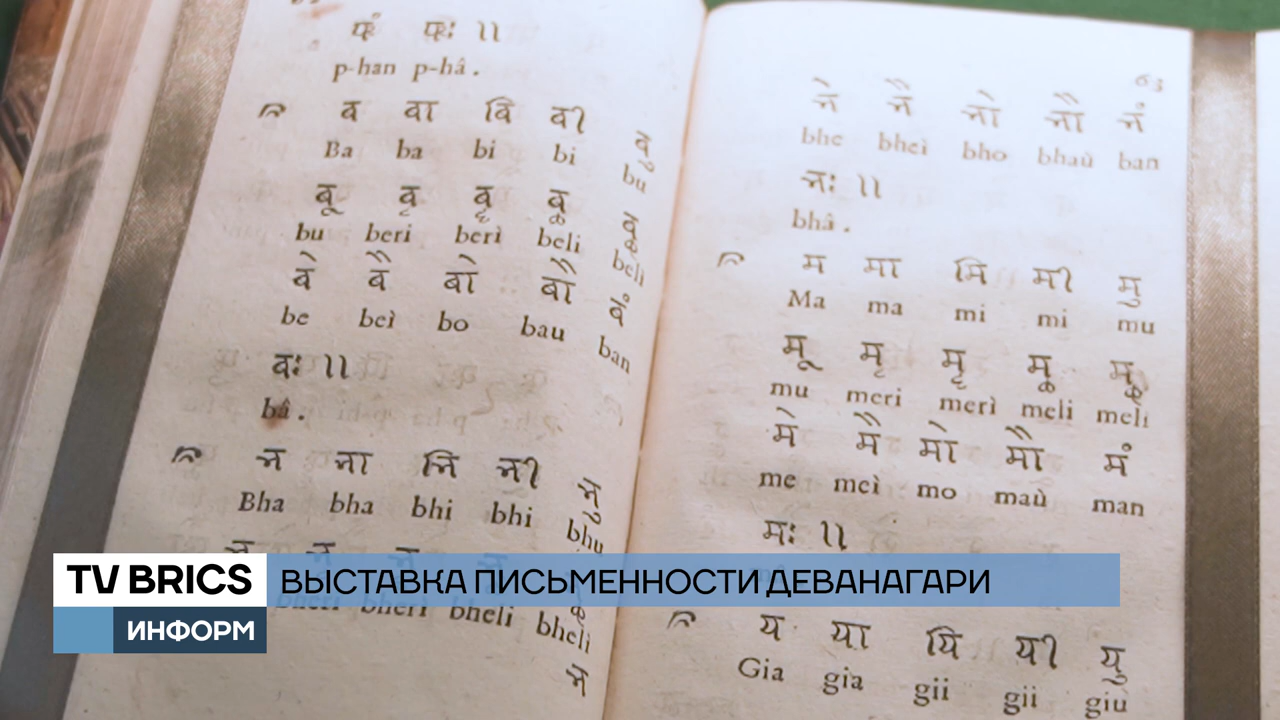 फं फः ॥
p-han p-hâ .
ब बा बि बी बु
Ba ba bi bi bu
बू बृ बॄ बॢ बॣ
bu beri berì beli beli
बे बै बो बौ बं
be beì bo bau ban
बः ॥
bâ .
भ भा भि भी भु
Bha bha bhi bhi bhu
bheri bheri bheli bheli
63
भे भै भो भौ भं
bhe bheì bho bhaù ban
भः ॥
bhâ .
म मा मि मी मु
Ma ma mi mi mu
मू मृ मॄ मॢ मॣ
mu meri merì meli meli
मे मै मो मौ मं
me meì mo maù man
मः ॥
य या यि यी यु
Gia gia gii gii giu
TV BRICS
ИНФОРМ
ВЫСТАВКА ПИСЬМЕННОСТИ ДЕВАНАГАРИ